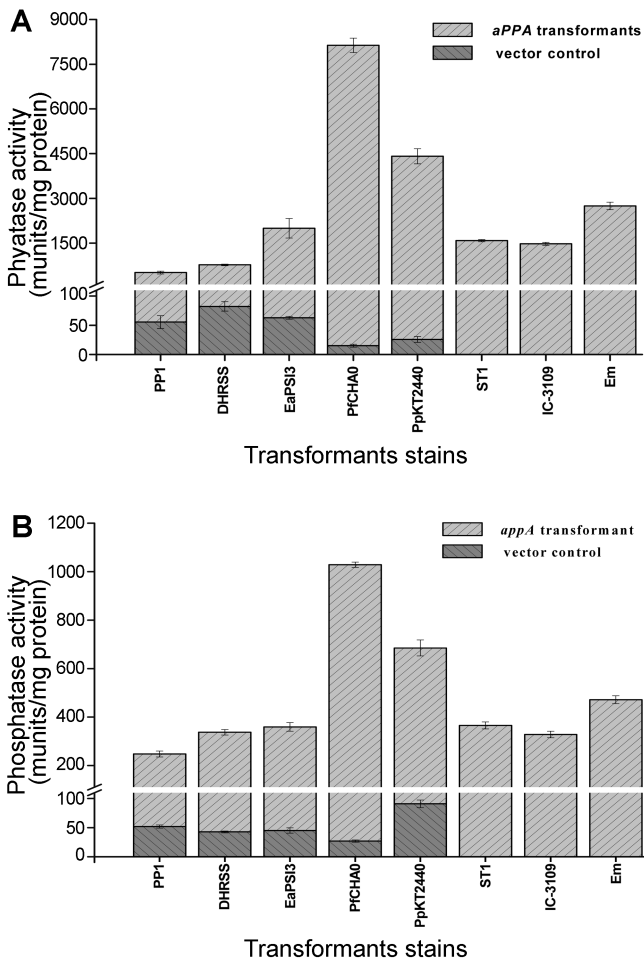 A
aPPA transformants
vector control
Phyatase activity
(munits/mg protein)
9000
7500
6000
4500
3000
1500
100
50
0
PP1
DHRSS
EaPSI3
PfCHA0
PpKT2440
ST1
IC-3109
Em
Transformants stains
B
appA transformant
vector control
Phosphatase activity
(munits/mg protein)
1200
1000
800
600
400
200
100
50
0
PP1
DHRSS
EaPSI3
PfCHA0
PpKT2440
ST1
IC-3109
Em
Transformants stains